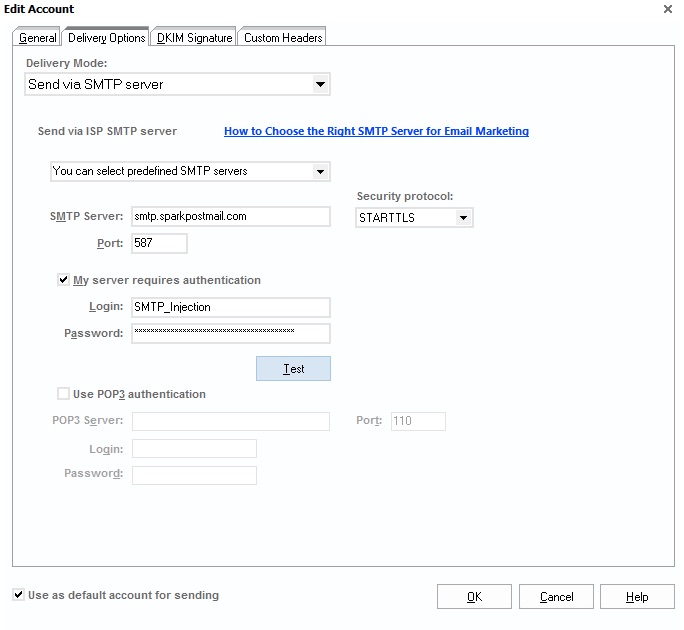 Edit Account
General Delivery Options DKIM Signature Custom Headers
Delivery Mode:
Send via SMTP server
Send via ISP SMTP server How to Choose the Right SMTP Server for Email Marketing
You can select predefined SMTP servers
Security protocol:
SMTP Server: smtp.sparkpostmail.com STARTTLS
Port: 587
My server requires authentication
Login: SMTP_Injection
Password: ****************************************
Test
Use POP3 authentication
POP3 Server: Port: 110
Login:
Password:
Use as default account for sending OK Cancel Help